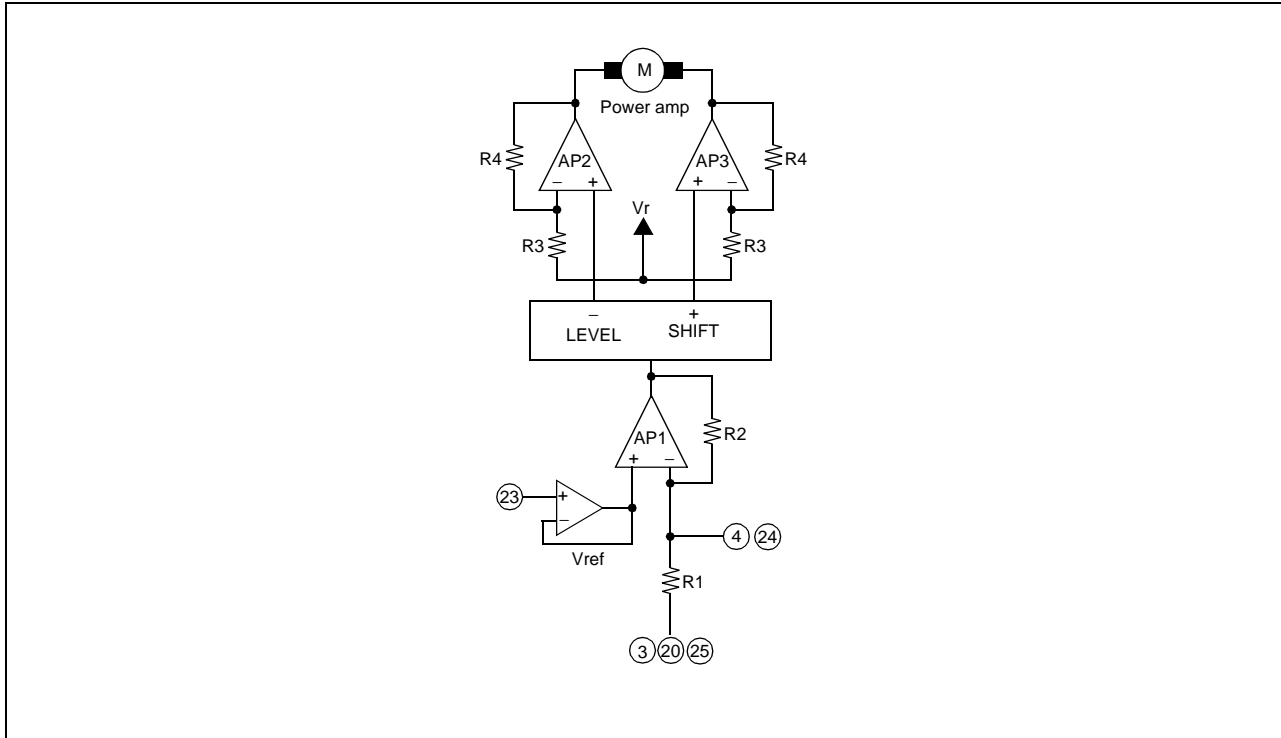 M
Power amp
R4 AP2 AP3 R4
− + + −
Vr
R3 R3
− +
LEVEL SHIFT
AP1 R2
+ −
23 +
−
4 24
Vref
R1
3 20 25